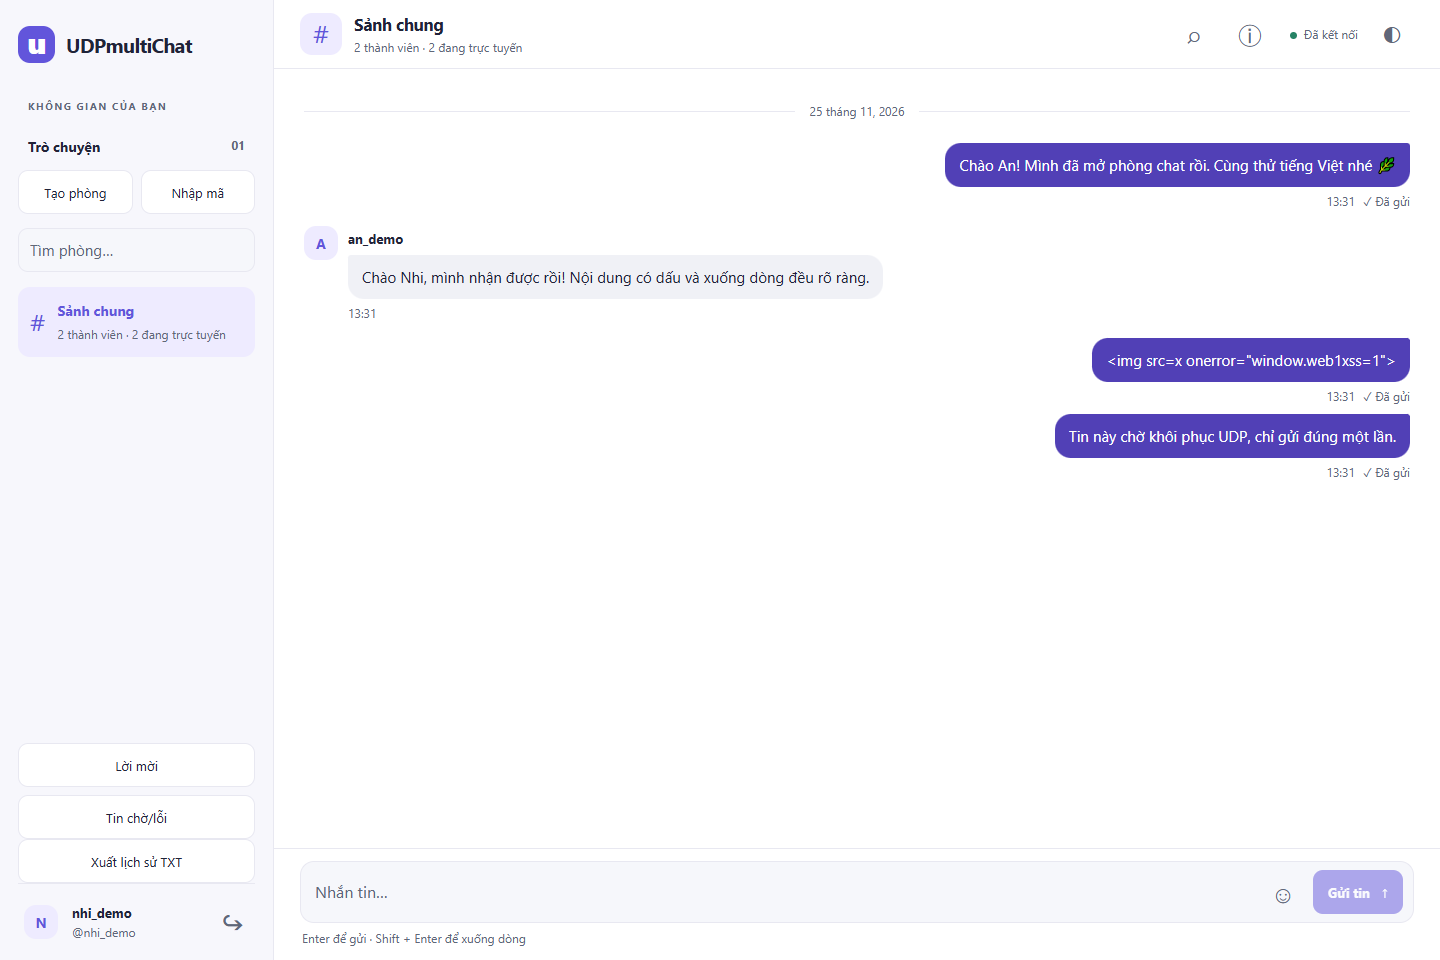 u UDPmultiChat
KHÔNG GIAN CỦA BẠN
Trò chuyện 01
Tạo phòng Nhập mã
Tìm phòng...
# Sảnh chung
2 thành viên · 2 đang trực tuyến
Lời mời
Tin chờ/lỗi
Xuất lịch sử TXT
N nhi_demo
@nhi_demo
# Sảnh chung
2 thành viên · 2 đang trực tuyến
Đã kết nối
25 tháng 11, 2026
Chào An! Mình đã mở phòng chat rồi. Cùng thử tiếng Việt nhé 🌿
13:31 ✓ Đã gửi
A an_demo
Chào Nhi, mình nhận được rồi! Nội dung có dấu và xuống dòng đều rõ ràng.
13:31
<img src=x onerror="window.web1xss=1">
13:31 ✓ Đã gửi
Tin này chờ khôi phục UDP, chỉ gửi đúng một lần.
13:31 ✓ Đã gửi
Nhắn tin...
Gửi tin ↑
Enter để gửi · Shift + Enter để xuống dòng